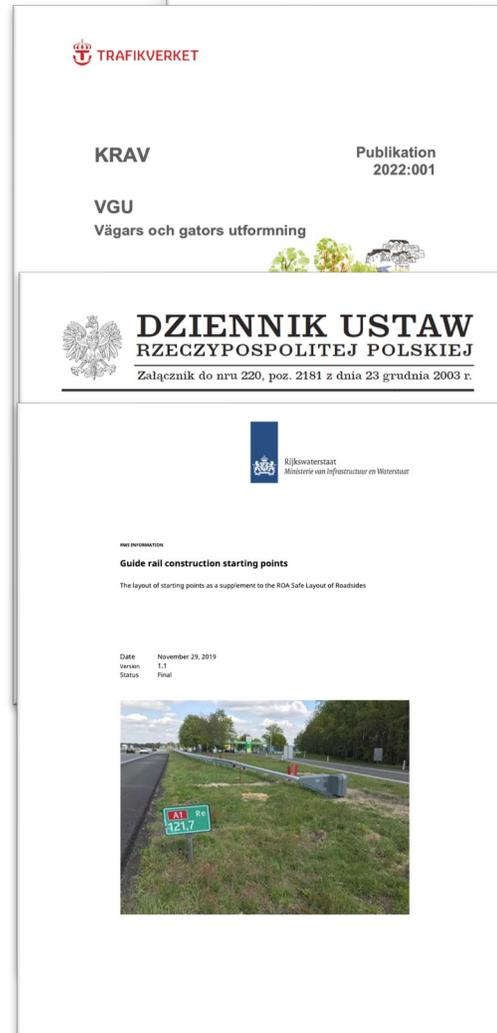 TRAFIKVERKET
KRAV
Publikation
2022:001
VGU
Vägars och gators utformning
DZIENNIK USTAW
RZECZYPOSPOLITEJ POLSKIEJ
Załącznik do nru 220, poz. 2181 z dnia 23 grudnia 2003 r.
Rijkswaterstaat
Ministerie van Infrastructuur en Waterstaat
RWS INFORMATION
Guide rail construction starting points
The layout of starting points as a supplement to the ROA Safe Layout of Roadsides
Date November 29, 2019
Version 1.1
Status Final
A1 Re
121,7